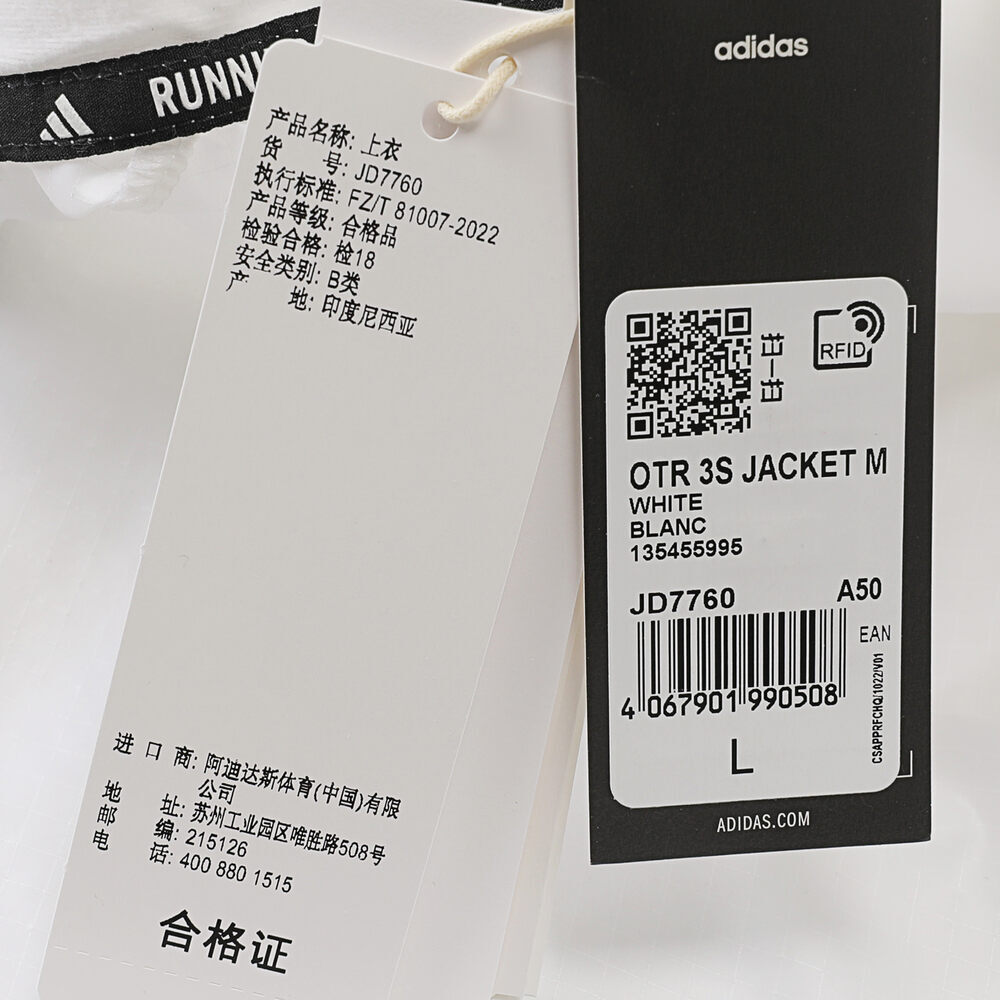 RUNN
产品名称: 上衣
货 号: JD7760
执行标准: FZ/T 81007-2022
产品等级: 合格品
检验合格: 检18
安全类别: B类
产 地: 印度尼西亚
进 口 商: 阿迪达斯体育(中国)有限
公司
地 址: 苏州工业园区唯胜路508号
邮 编: 215126
电 话: 400 880 1515
合格证
adidas
RFID
OTR 3S JACKET M
WHITE
BLANC
135455995
JD7760 A50
EAN
4 067901 990508
CSAPPRFCHQ/1022/V01
L
ADIDAS.COM